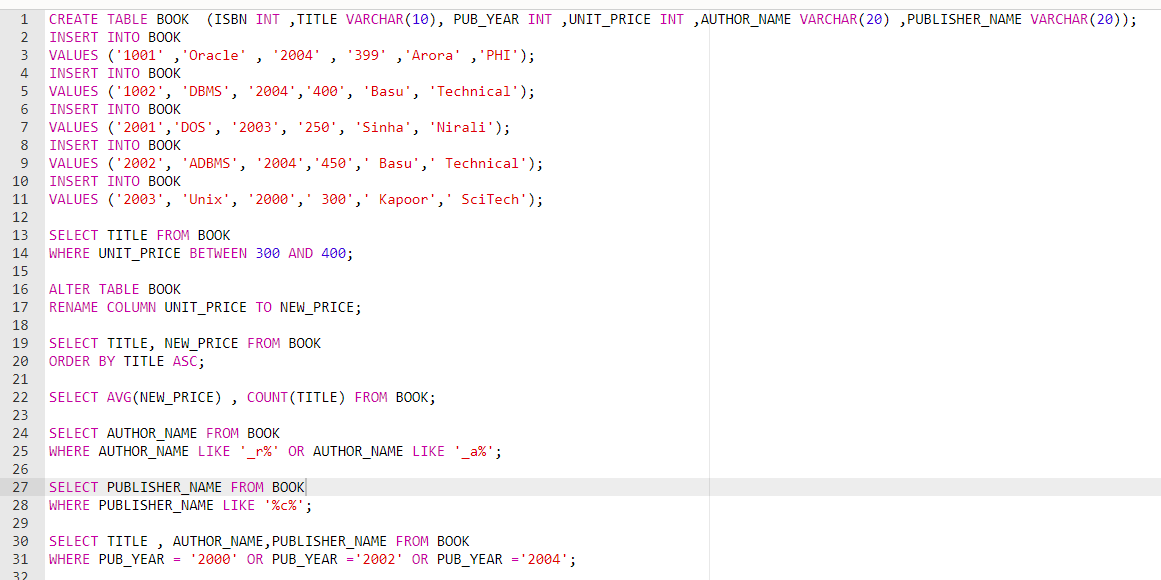 1 CREATE TABLE BOOK  (ISBN INT ,TITLE VARCHAR(10), PUB_YEAR INT ,UNIT_PRICE INT ,AUTHOR_NAME VARCHAR(20) ,PUBLISHER_NAME VARCHAR(20));
2 INSERT INTO BOOK
3 VALUES ('1001' ,'Oracle' , '2004' , '399' ,'Arora' ,'PHI');
4 INSERT INTO BOOK
5 VALUES ('1002', 'DBMS', '2004','400', 'Basu', 'Technical');
6 INSERT INTO BOOK
7 VALUES ('2001','DOS', '2003', '250', 'Sinha', 'Nirali');
8 INSERT INTO BOOK
9 VALUES ('2002', 'ADBMS', '2004','450',' Basu',' Technical');
10 INSERT INTO BOOK
11 VALUES ('2003', 'Unix', '2000',' 300',' Kapoor',' SciTech');
12
13 SELECT TITLE FROM BOOK
14 WHERE UNIT_PRICE BETWEEN 300 AND 400;
15
16 ALTER TABLE BOOK
17 RENAME COLUMN UNIT_PRICE TO NEW_PRICE;
18
19 SELECT TITLE, NEW_PRICE FROM BOOK
20 ORDER BY TITLE ASC;
21
22 SELECT AVG(NEW_PRICE) , COUNT(TITLE) FROM BOOK;
23
24 SELECT AUTHOR_NAME FROM BOOK
25 WHERE AUTHOR_NAME LIKE '_r%' OR AUTHOR_NAME LIKE '_a%';
26
27 SELECT PUBLISHER_NAME FROM BOOK
28 WHERE PUBLISHER_NAME LIKE '%c%';
29
30 SELECT TITLE , AUTHOR_NAME,PUBLISHER_NAME FROM BOOK
31 WHERE PUB_YEAR = '2000' OR PUB_YEAR ='2002' OR PUB_YEAR ='2004';
32